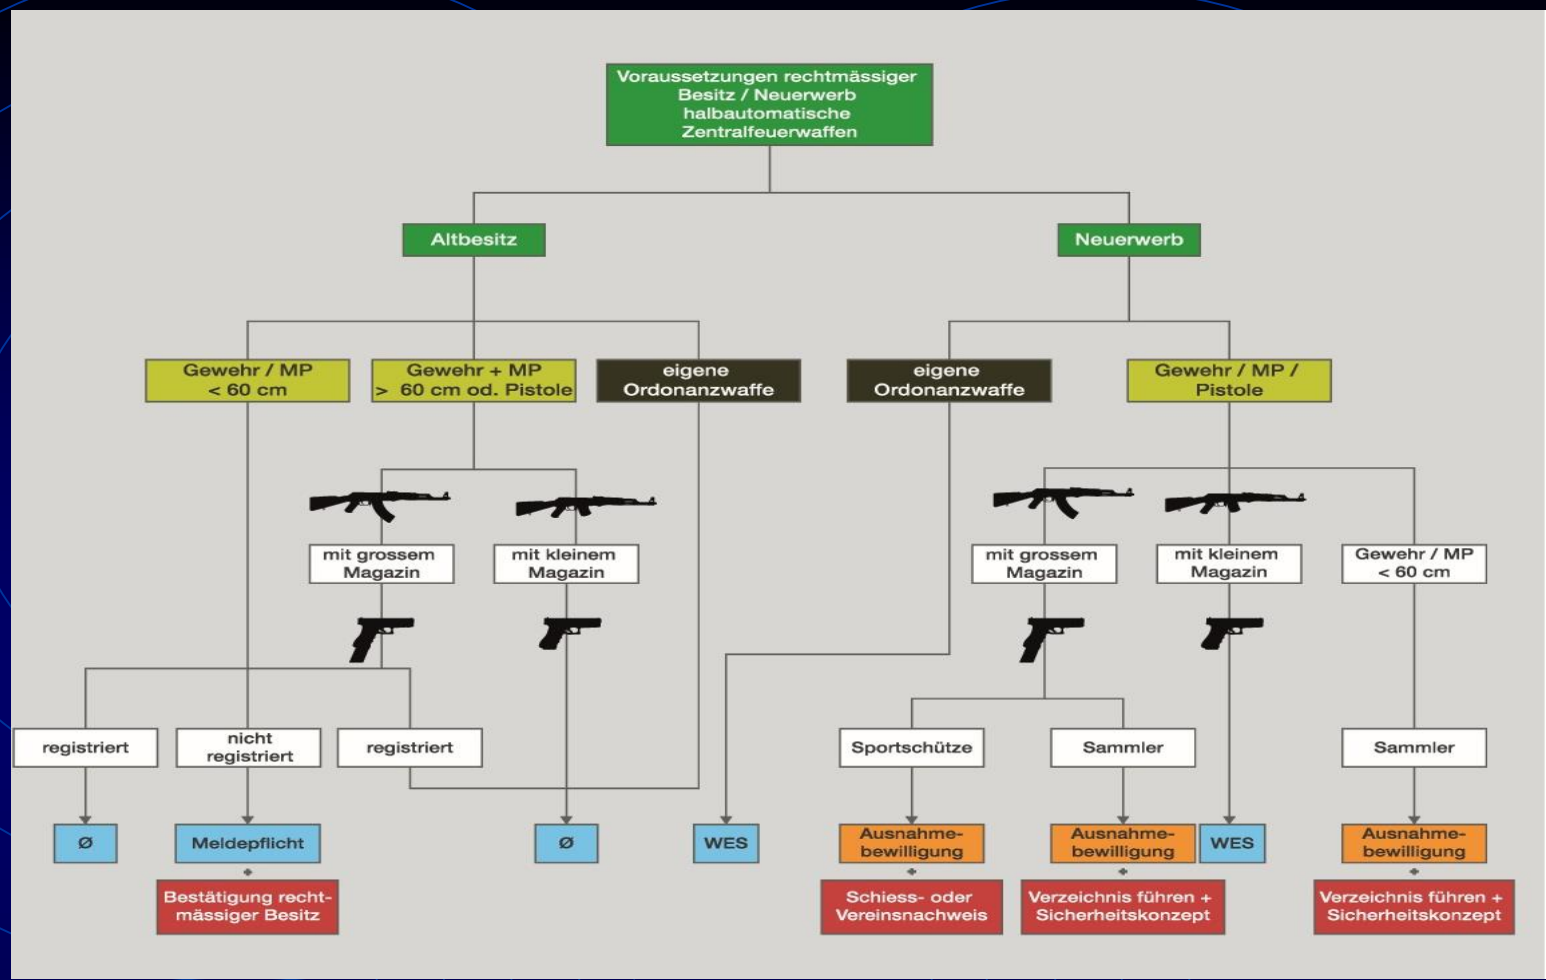 Voraussetzungen rechtmässiger
Besitz / Neuerwerb
halbautomatische
Zentralfeuerwaffen
Altbesitz
Neuerwerb
Gewehr / MP
< 60 cm
Gewehr + MP
> 60 cm od. Pistole
eigene
Ordonanzwaffe
eigene
Ordonanzwaffe
Gewehr / MP /
Pistole
mit grossem
Magazin
mit kleinem
Magazin
mit grossem
Magazin
mit kleinem
Magazin
Gewehr / MP
< 60 cm
registriert
nicht
registriert
registriert
Sportschütze
Sammler
Sammler
Ø
Meldepflicht
+
Bestätigung recht-
mässiger Besitz
Ø
WES
Ausnahme-
bewilligung
+
Schiess- oder
Vereinsnachweis
Ausnahme-
bewilligung
+
Verzeichnis führen +
Sicherheitskonzept
WES
Ausnahme-
bewilligung
+
Verzeichnis führen +
Sicherheitskonzept